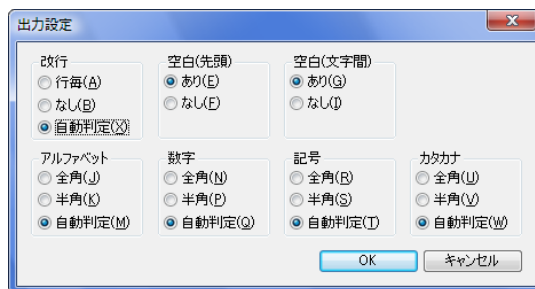 出力設定
改行
行毎(A)
なし(B)
自動判定(X)
空白(先頭)
あり(E)
なし(F)
空白(文字間)
あり(G)
なし(I)
アルファベット
全角(J)
半角(K)
自動判定(M)
数字
全角(N)
半角(P)
自動判定(Q)
記号
全角(R)
半角(S)
自動判定(T)
カタカナ
全角(U)
半角(V)
自動判定(W)
OK
キャンセル